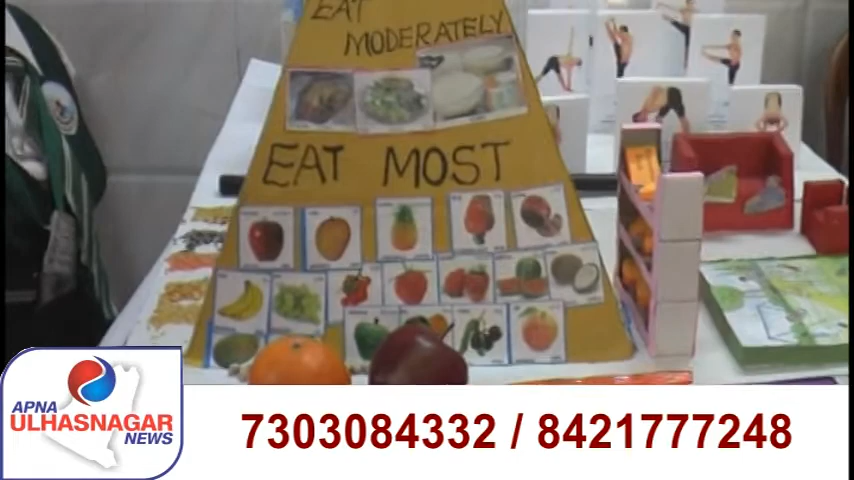 EAT
MODERATELY
EAT MOST
APNA
ULHASNAGAR
NEWS
7303084332 / 8421777248